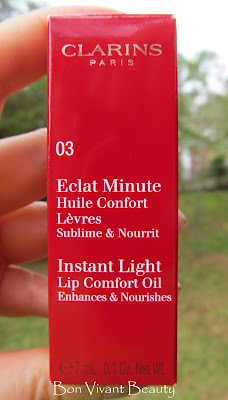 CLARINS
PARIS
03
Eclat Minute
Huile Confort
Lèvres
Sublime & Nourrit
Instant Light
Lip Comfort Oil
Enhances & Nourishes
℮ 7 mL 0.1 Oz. Net Wt.
Bon Vivant Beauty